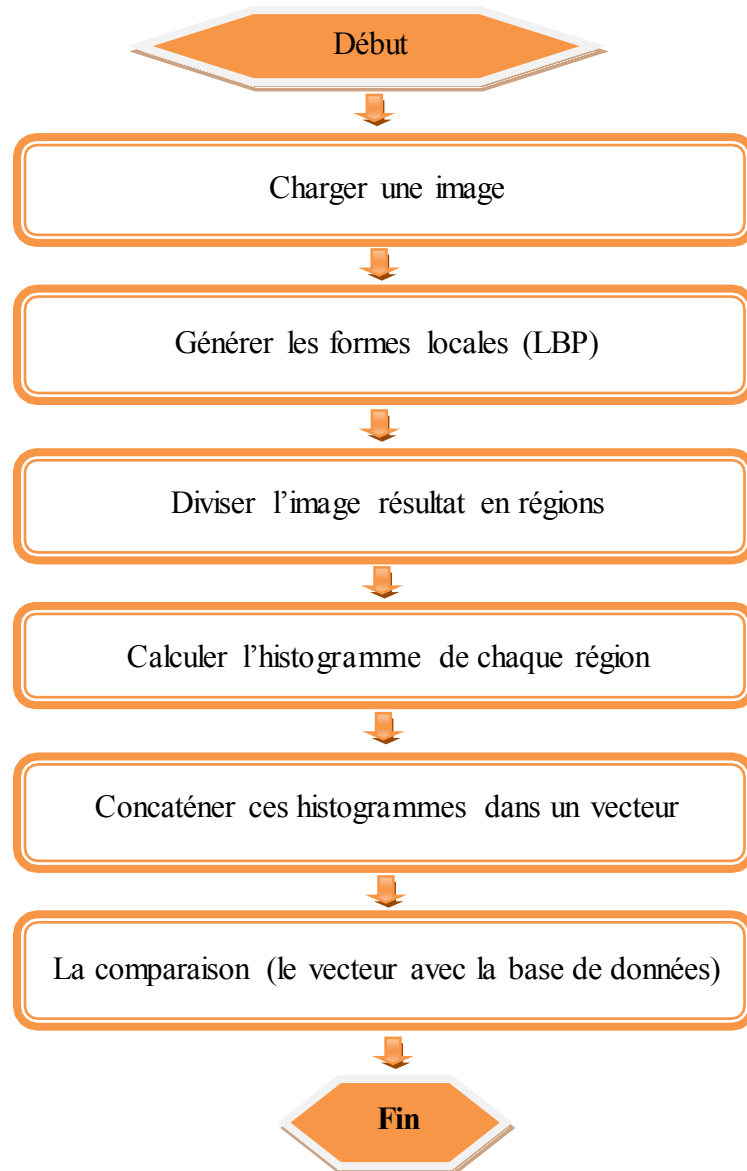 Début
Charger une image
Générer les formes locales (LBP)
Diviser l’image résultat en régions
Calculer l’histogramme de chaque région
Concaténer ces histogrammes dans un vecteur
La comparaison (le vecteur avec la base de données)
Fin